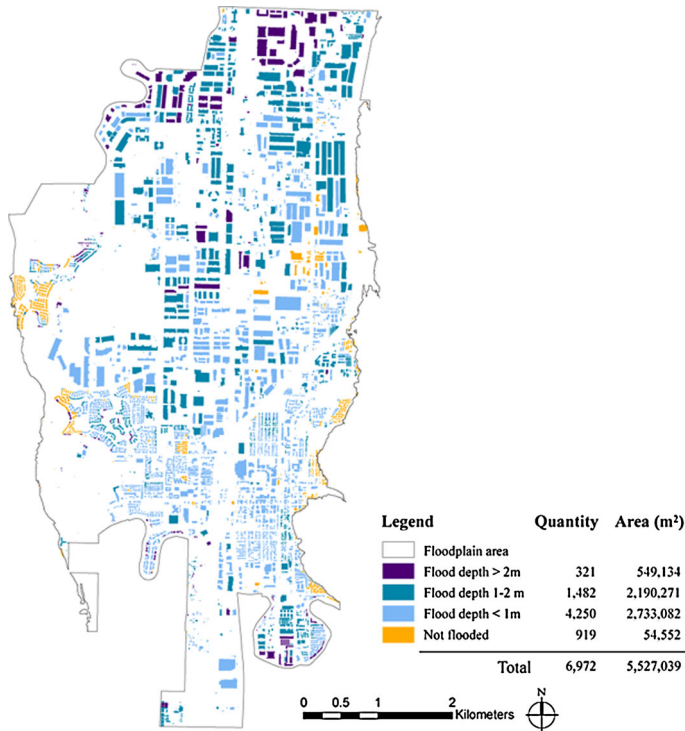 Legend Quantity Area (m²)
Floodplain area
Flood depth > 2m 321 549,134
Flood depth 1-2 m 1,482 2,190,271
Flood depth < 1m 4,250 2,733,082
Not flooded 919 54,552
Total 6,972 5,527,039
N
0 0.5 1 2
Kilometers